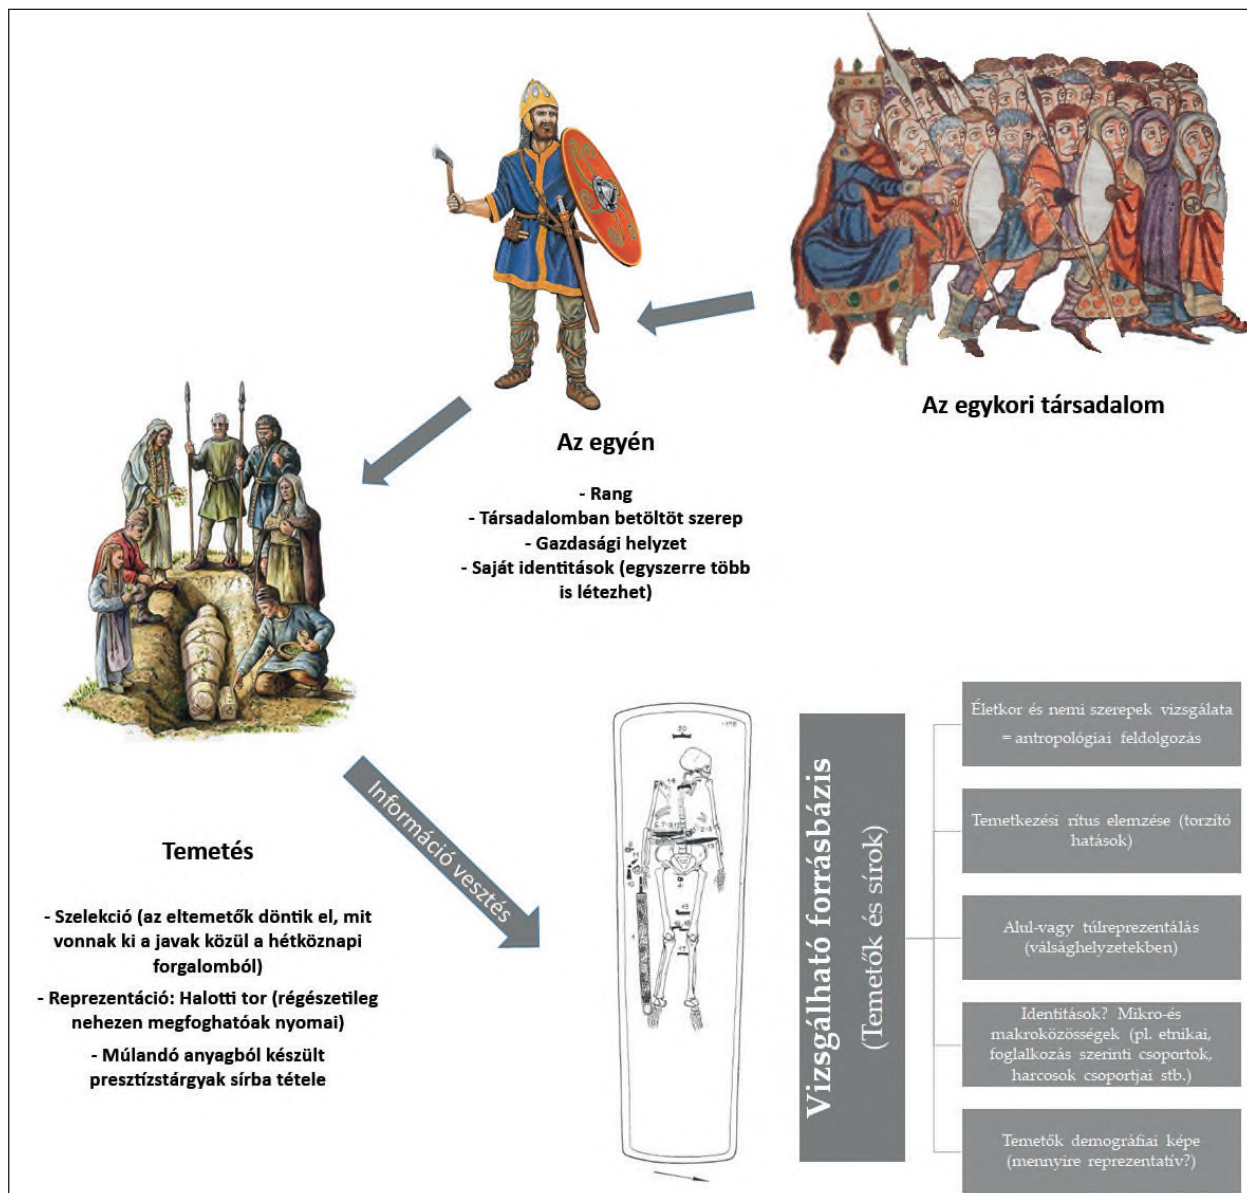 Az egykori társadalom
Az egyén
- Rang
- Társadalomban betöltöt szerep
- Gazdasági helyzet
- Saját identitások (egyszerre több
is létezhet)
Temetés
- Szelekció (az eltemetők döntik el, mit
vonnak ki a javak közül a hétköznapi
forgalomból)
- Reprezentáció: Halotti tor (régészetileg
nehezen megfoghatóak nyomai)
- Múlandó anyagból készült
presztízstárgyak sírba tétele
Információ vesztés
Vizsgálható forrásbázis
(Temetők és sírok)
Életkor és nemi szerepek vizsgálata
= antropológiai feldolgozás
Temetkezési rítus elemzése (torzító
hatások)
Alul-vagy túlreprezentálás
(válsághelyzetekben)
Identitások? Mikro-és
makroközösségek (pl. etnikai,
foglalkozás szerinti csoportok,
harcosok csoportjai stb.)
Temetők demográfiai képe
(mennyire reprezentatív?)